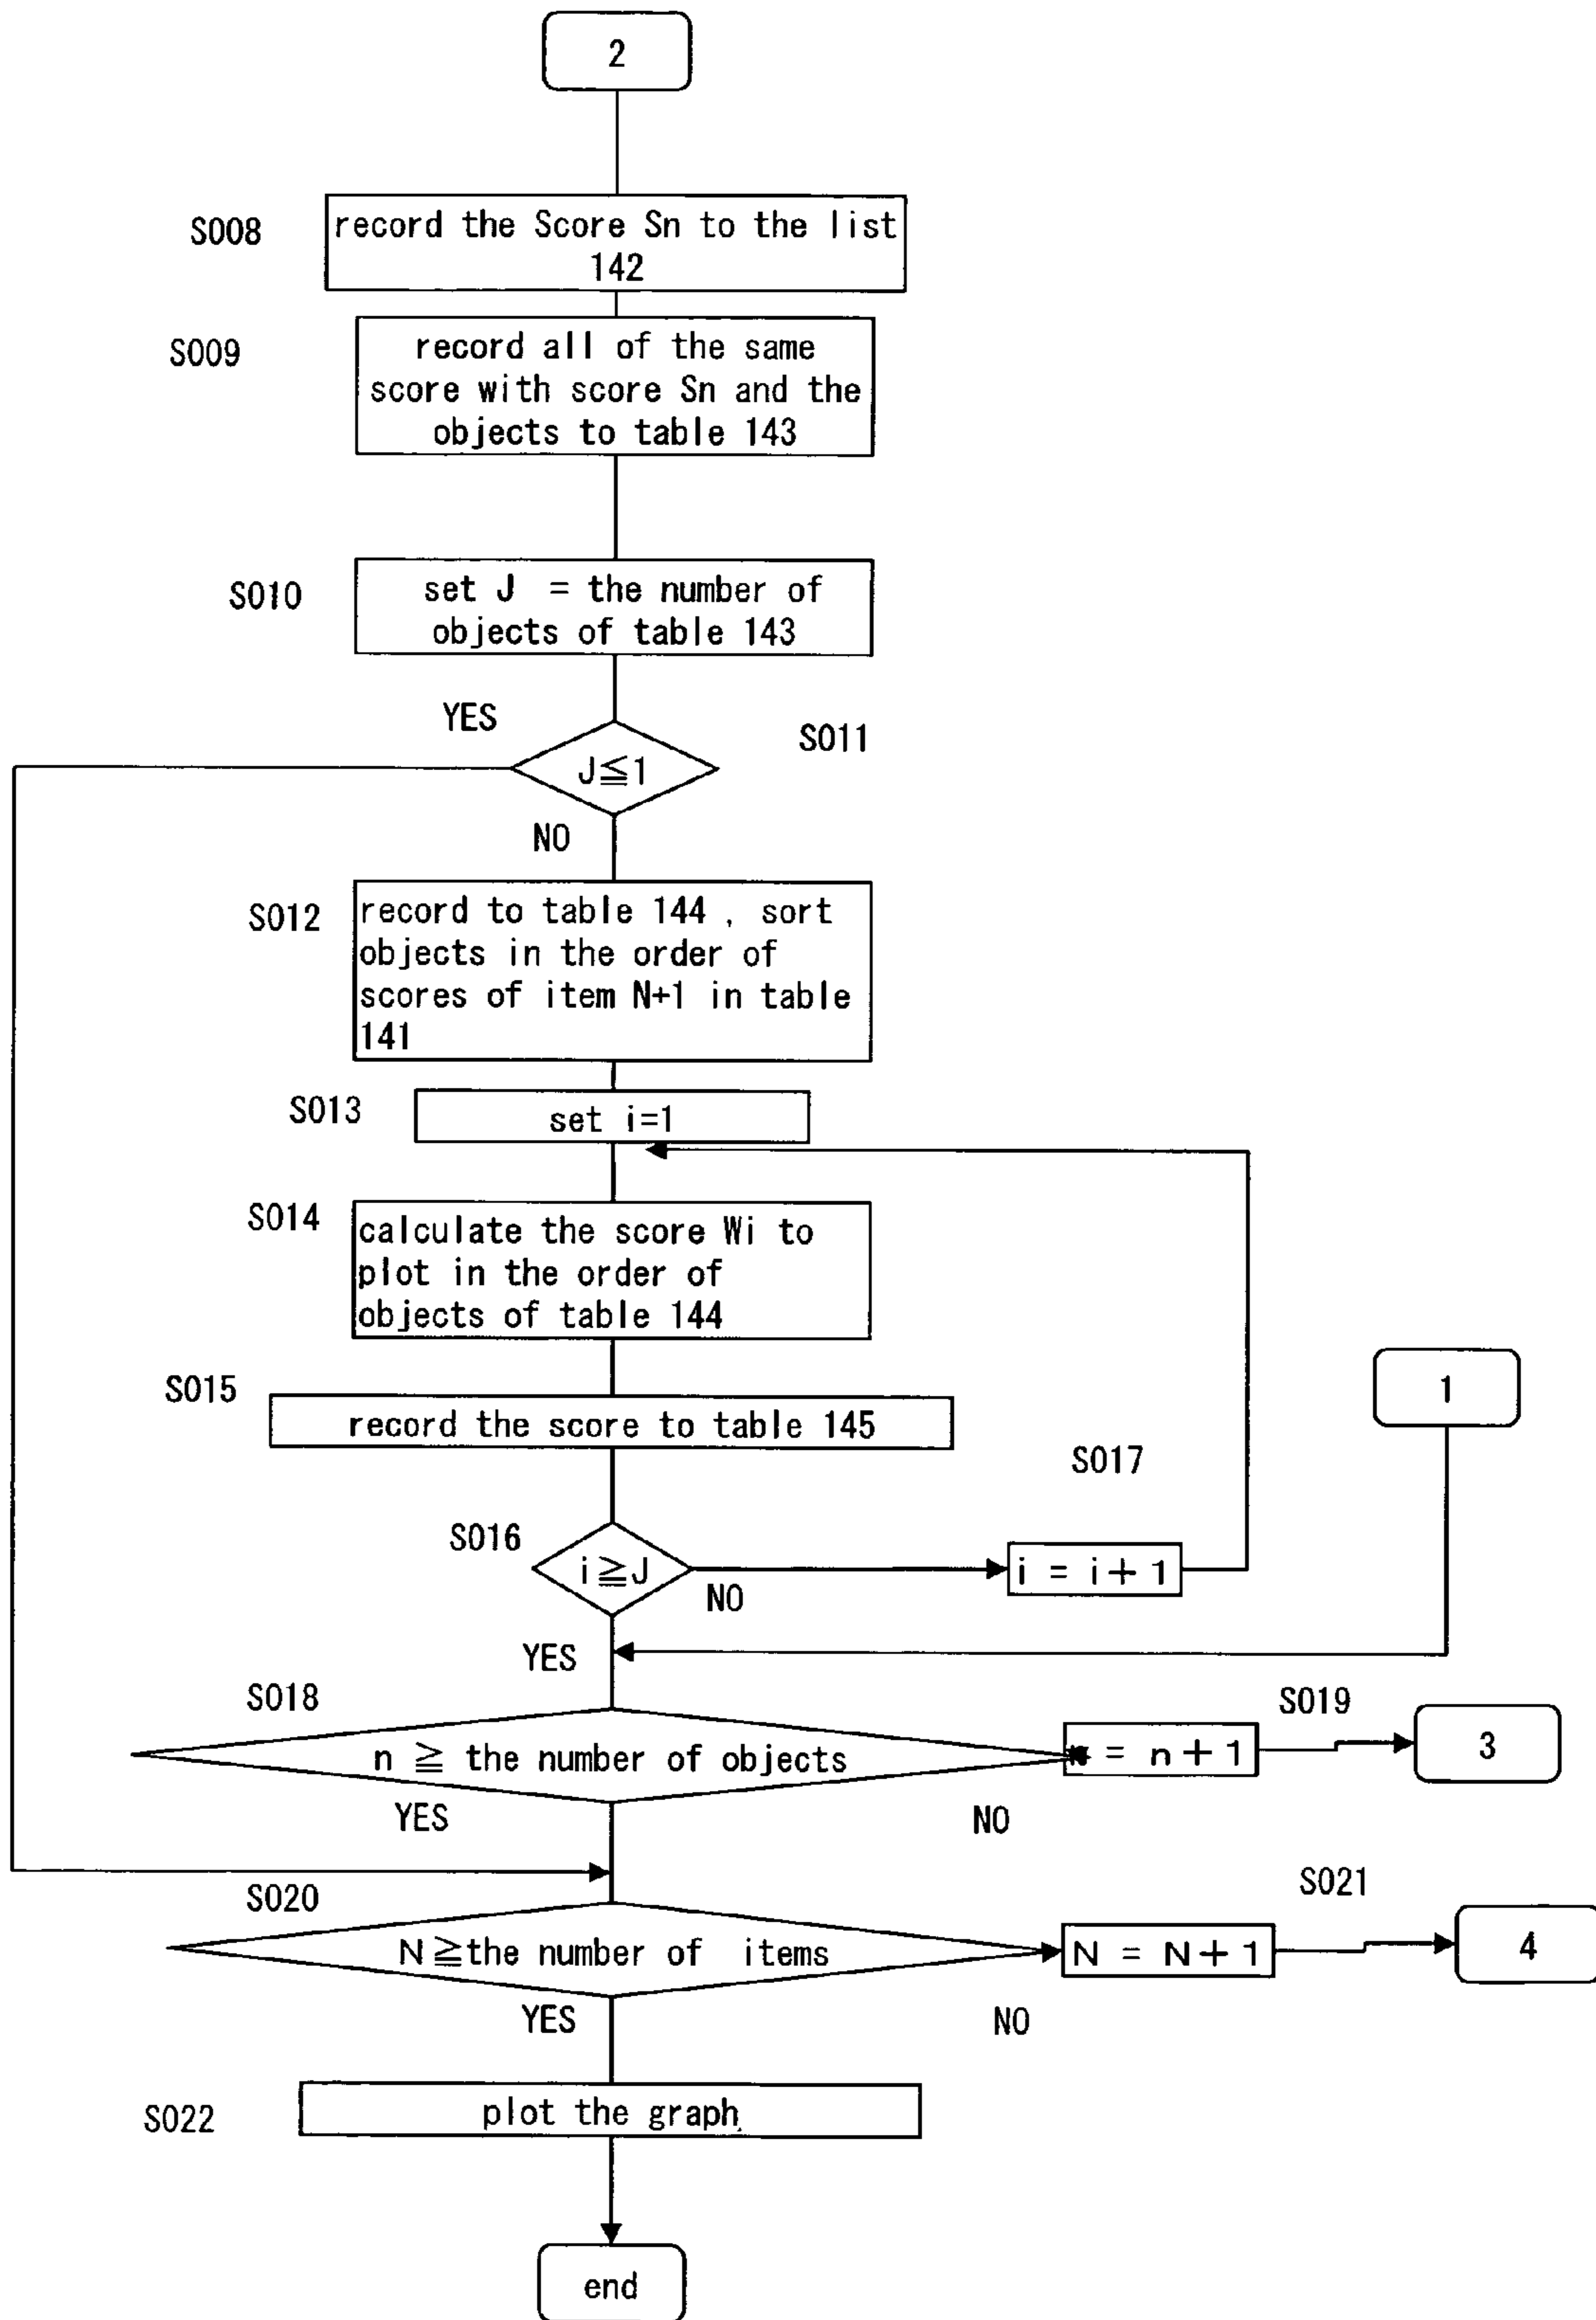 2
S008
record the Score Sn to the list
142
S009
record all of the same
score with score Sn and the
objects to table 143
S010
set J = the number of
objects of table 143
YES
S011
J≦1
NO
S012
record to table 144 , sort
objects in the order of
scores of item N+1 in table
141
S013
set i=1
S014
calculate the score Wi to
plot in the order of
objects of table 144
S015
record the score to table 145
1
S017
S016
i≧J
NO
i = i+1
YES
S018
n ≧ the number of objects
S019
= n+1
3
YES
NO
S020
N≧the number of items
S021
N = N+1
4
YES
NO
S022
plot the graph
end